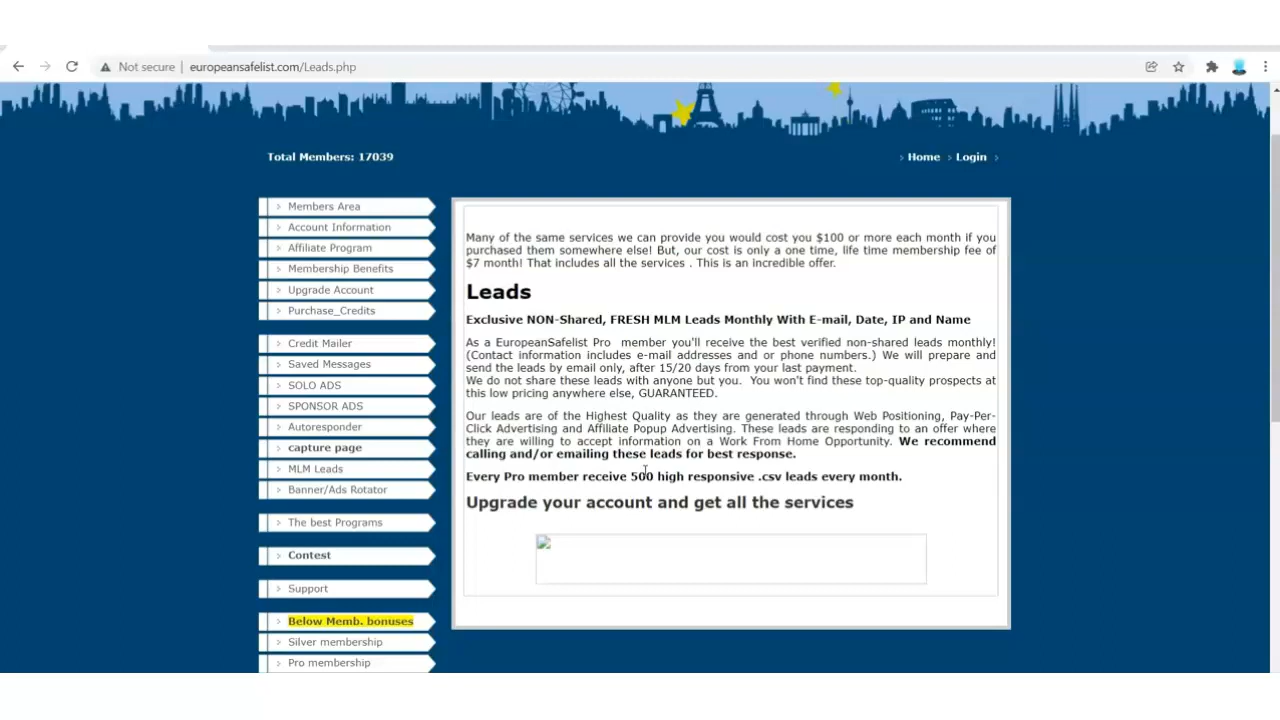 Not secure | europeansafelist.com/Leads.php
Total Members: 17039
Home
Login
Members Area
Account Information
Affiliate Program
Membership Benefits
Upgrade Account
Purchase_Credits
Credit Mailer
Saved Messages
SOLO ADS
SPONSOR ADS
Autoresponder
capture page
MLM Leads
Banner/Ads Rotator
The best Programs
Contest
Support
Below Memb. bonuses
Silver membership
Pro membership
Many of the same services we can provide you would cost you $100 or more each month if you
purchased them somewhere else! But, our cost is only a one time, life time membership fee of
$7 month! That includes all the services . This is an incredible offer.
Leads
Exclusive NON-Shared, FRESH MLM Leads Monthly With E-mail, Date, IP and Name
As a EuropeanSafelist Pro member you'll receive the best verified non-shared leads monthly!
(Contact information includes e-mail addresses and or phone numbers.) We will prepare and
send the leads by email only, after 15/20 days from your last payment.
We do not share these leads with anyone but you. You won't find these top-quality prospects at
this low pricing anywhere else, GUARANTEED.
Our leads are of the Highest Quality as they are generated through Web Positioning, Pay-Per-
Click Advertising and Affiliate Popup Advertising. These leads are responding to an offer where
they are willing to accept information on a Work From Home Opportunity. We recommend
calling and/or emailing these leads for best response.
Every Pro member receive 500 high responsive .csv leads every month.
Upgrade your account and get all the services